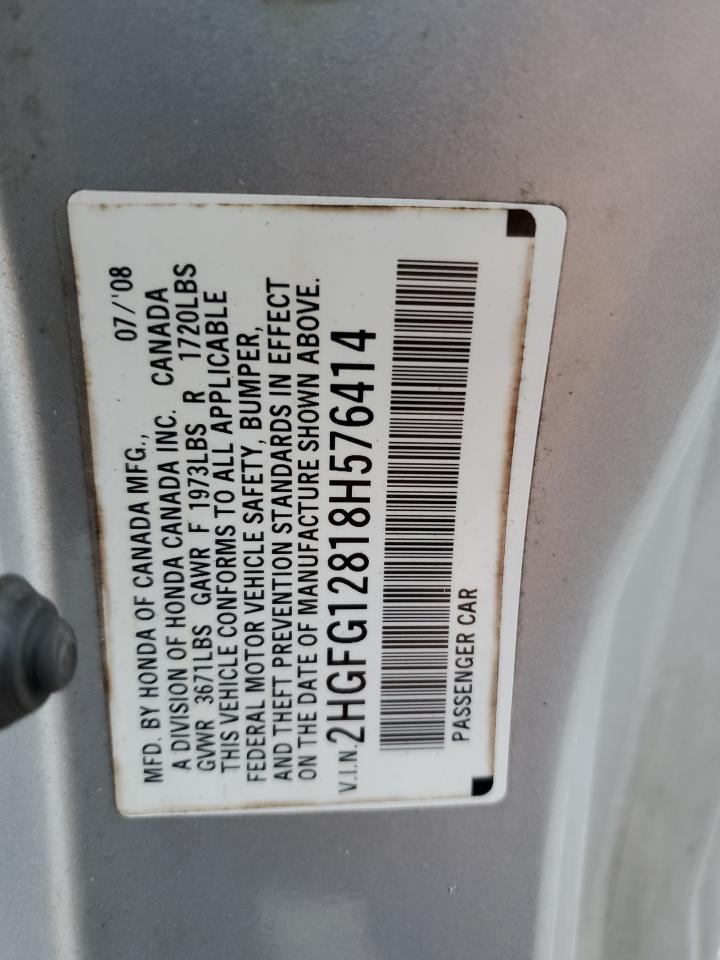 MFD. BY HONDA OF CANADA MFG., 07/'08
A DIVISION OF HONDA CANADA INC. CANADA
GVWR 3671LBS GAWR F 1973LBS R 1720LBS
THIS VEHICLE CONFORMS TO ALL APPLICABLE
FEDERAL MOTOR VEHICLE SAFETY, BUMPER,
AND THEFT PREVENTION STANDARDS IN EFFECT
ON THE DATE OF MANUFACTURE SHOWN ABOVE.
V.I.N. 2HGFG12818H576414
PASSENGER CAR